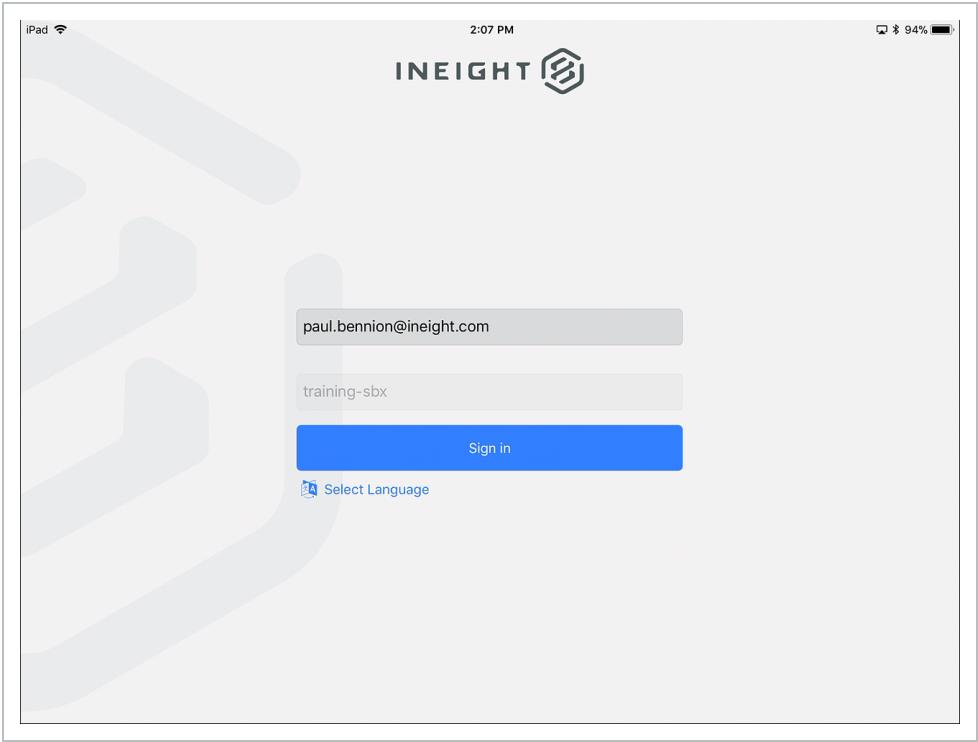 iPad 2:07 PM 94%
INEIGHT
paul.bennion@ineight.com
training-sbx
Sign in
Select Language